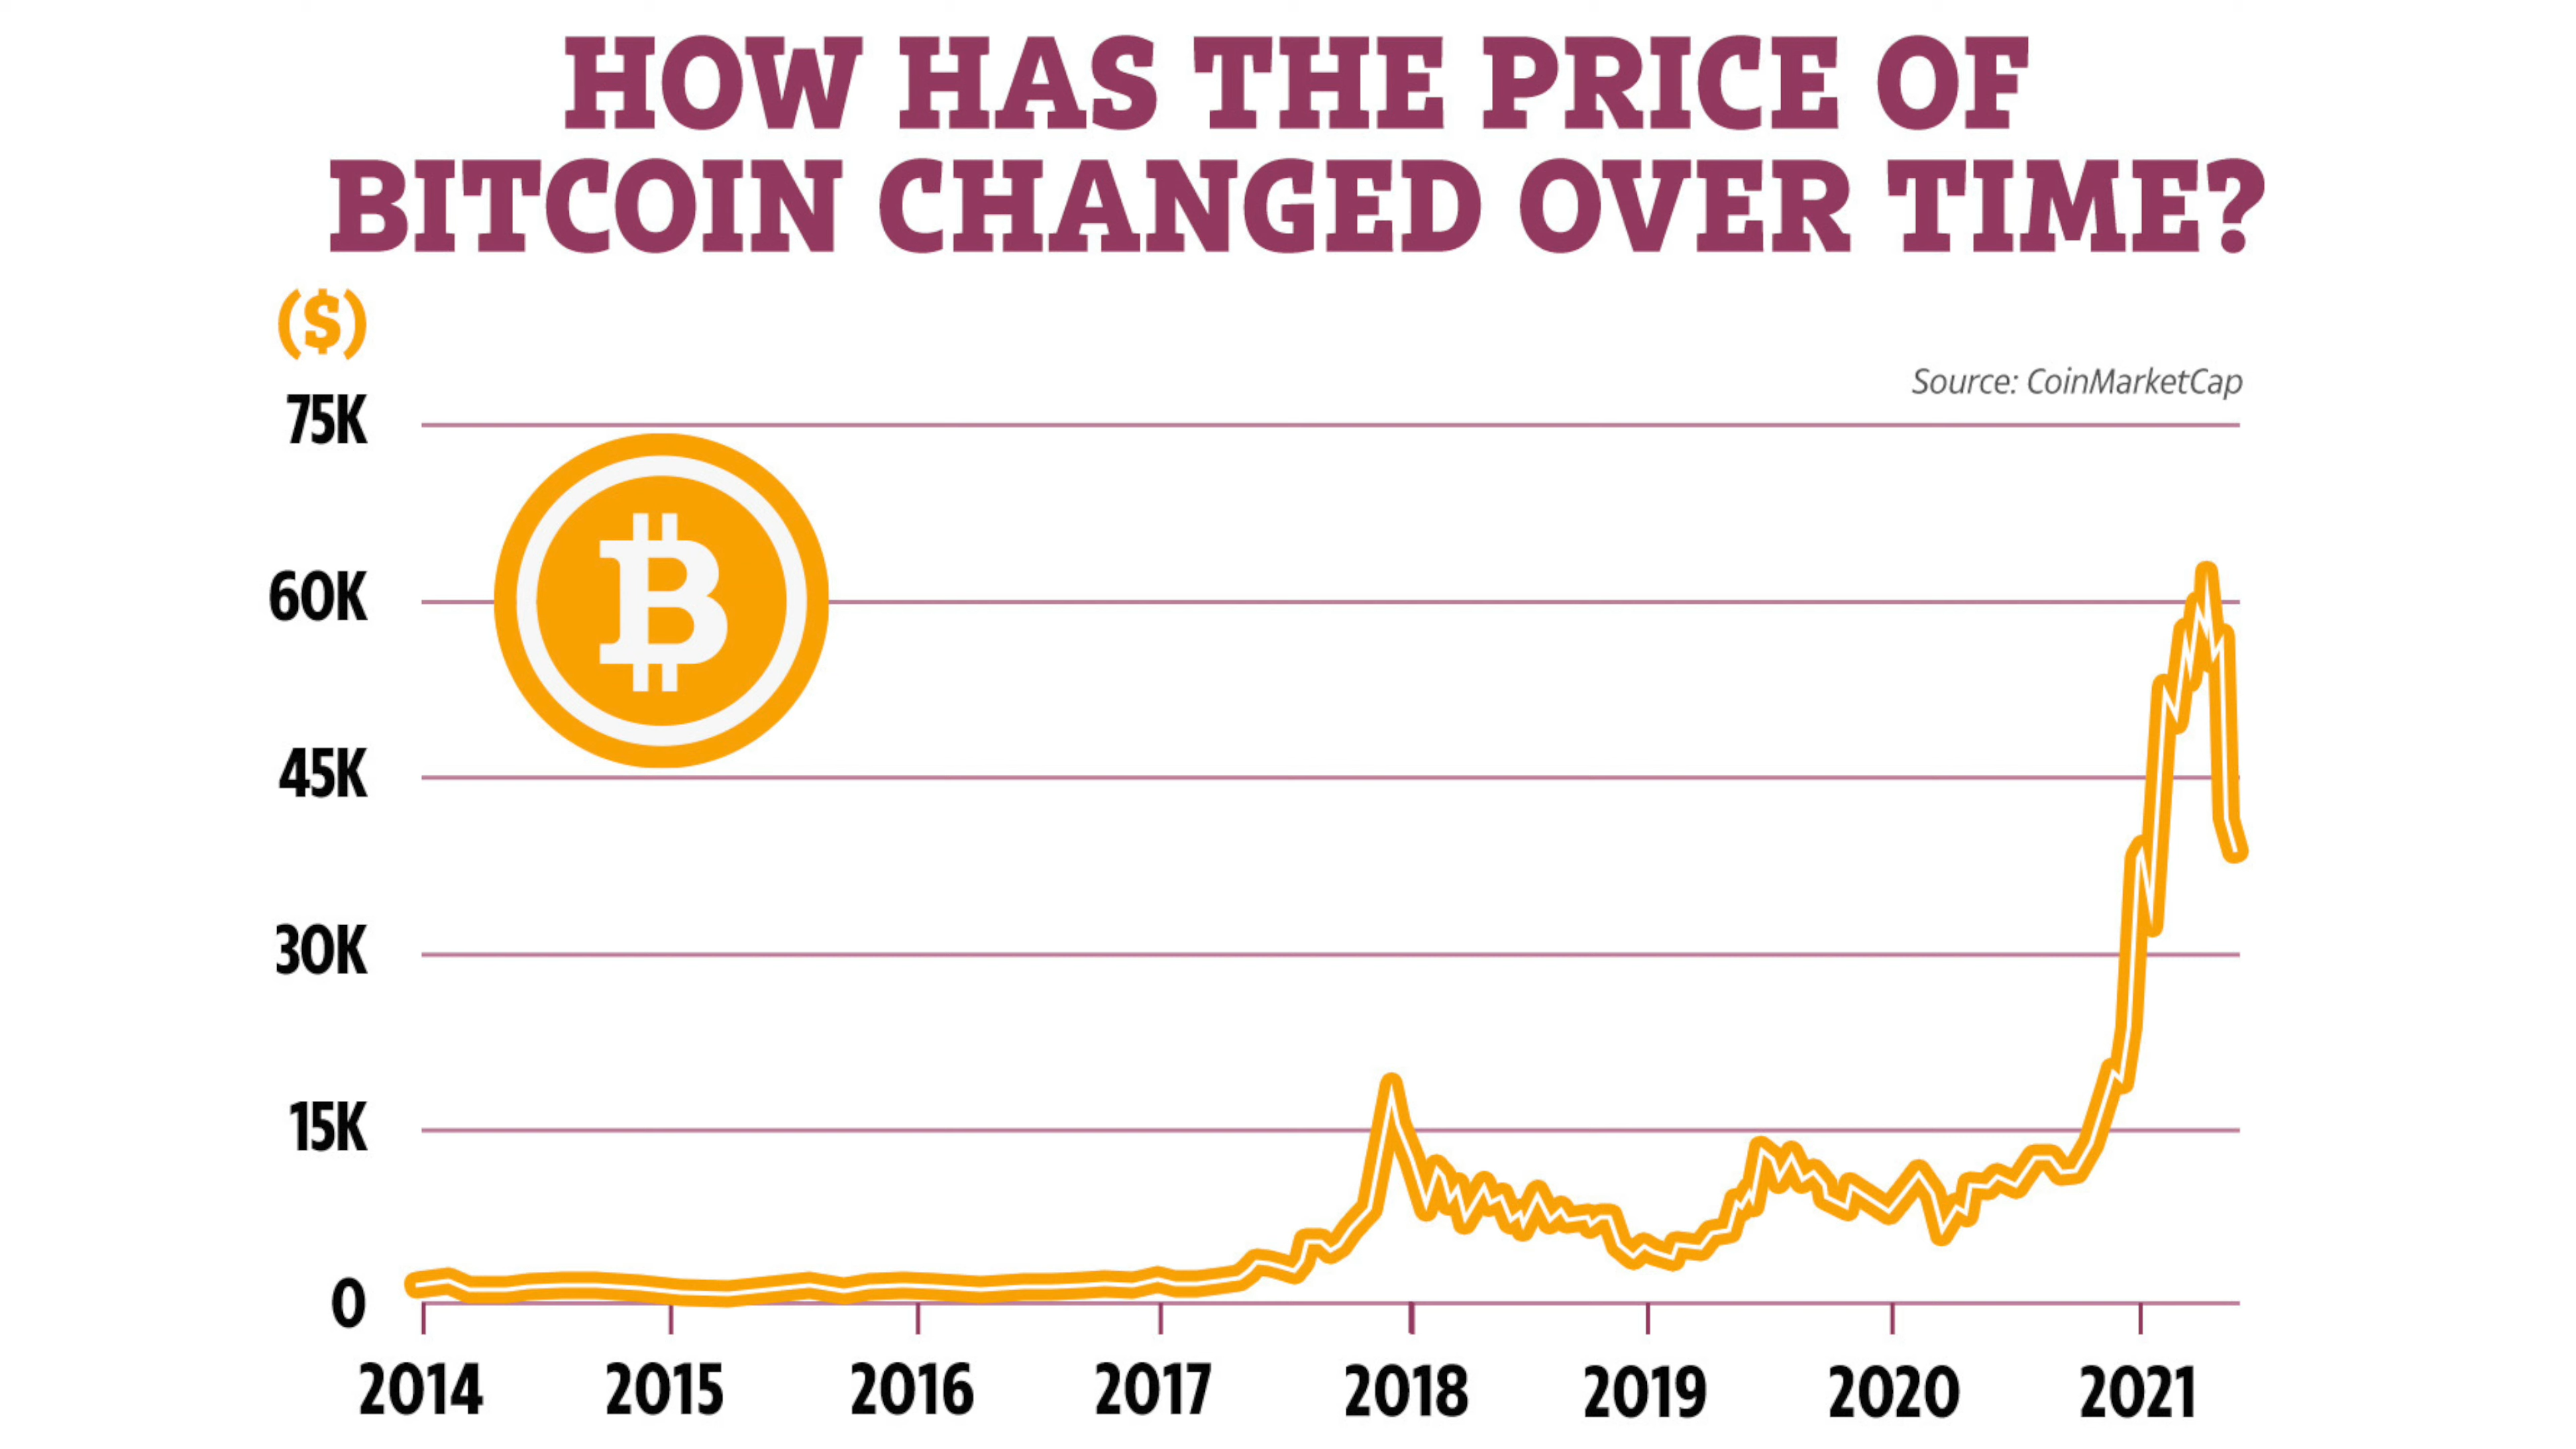 HOW HAS THE PRICE OF
BITCOIN CHANGED OVER TIME?
($)
Source: CoinMarketCap
75K
60K
45K
30K
15K
0
2014 2015 2016 2017 2018 2019 2020 2021